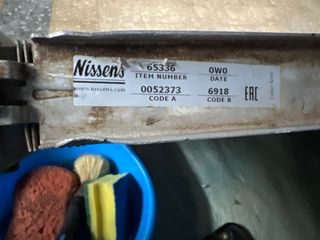 Nissens
www.nissens.com
65336
ITEM NUMBER
0W0
DATE
0052373
CODE A
6918
CODE B
EAC